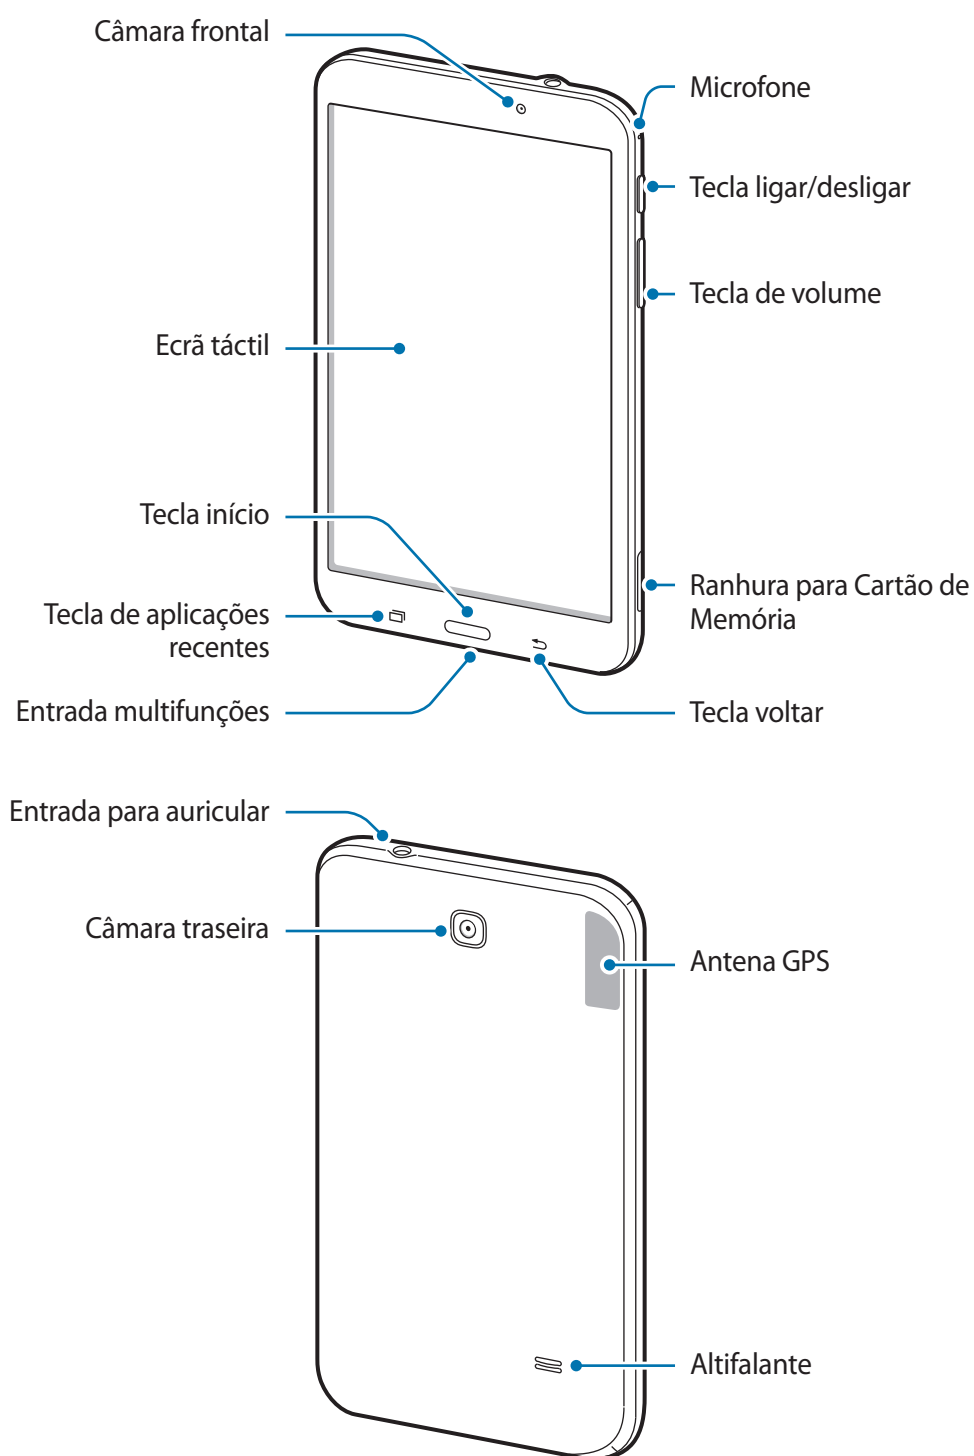 Câmara frontal
Microfone
Tecla ligar/desligar
Tecla de volume
Ecrã táctil
Tecla início
Ranhura para Cartão de
Memória
Tecla de aplicações
recentes
Entrada multifunções
Tecla voltar
Entrada para auricular
Câmara traseira
Antena GPS
Altifalante